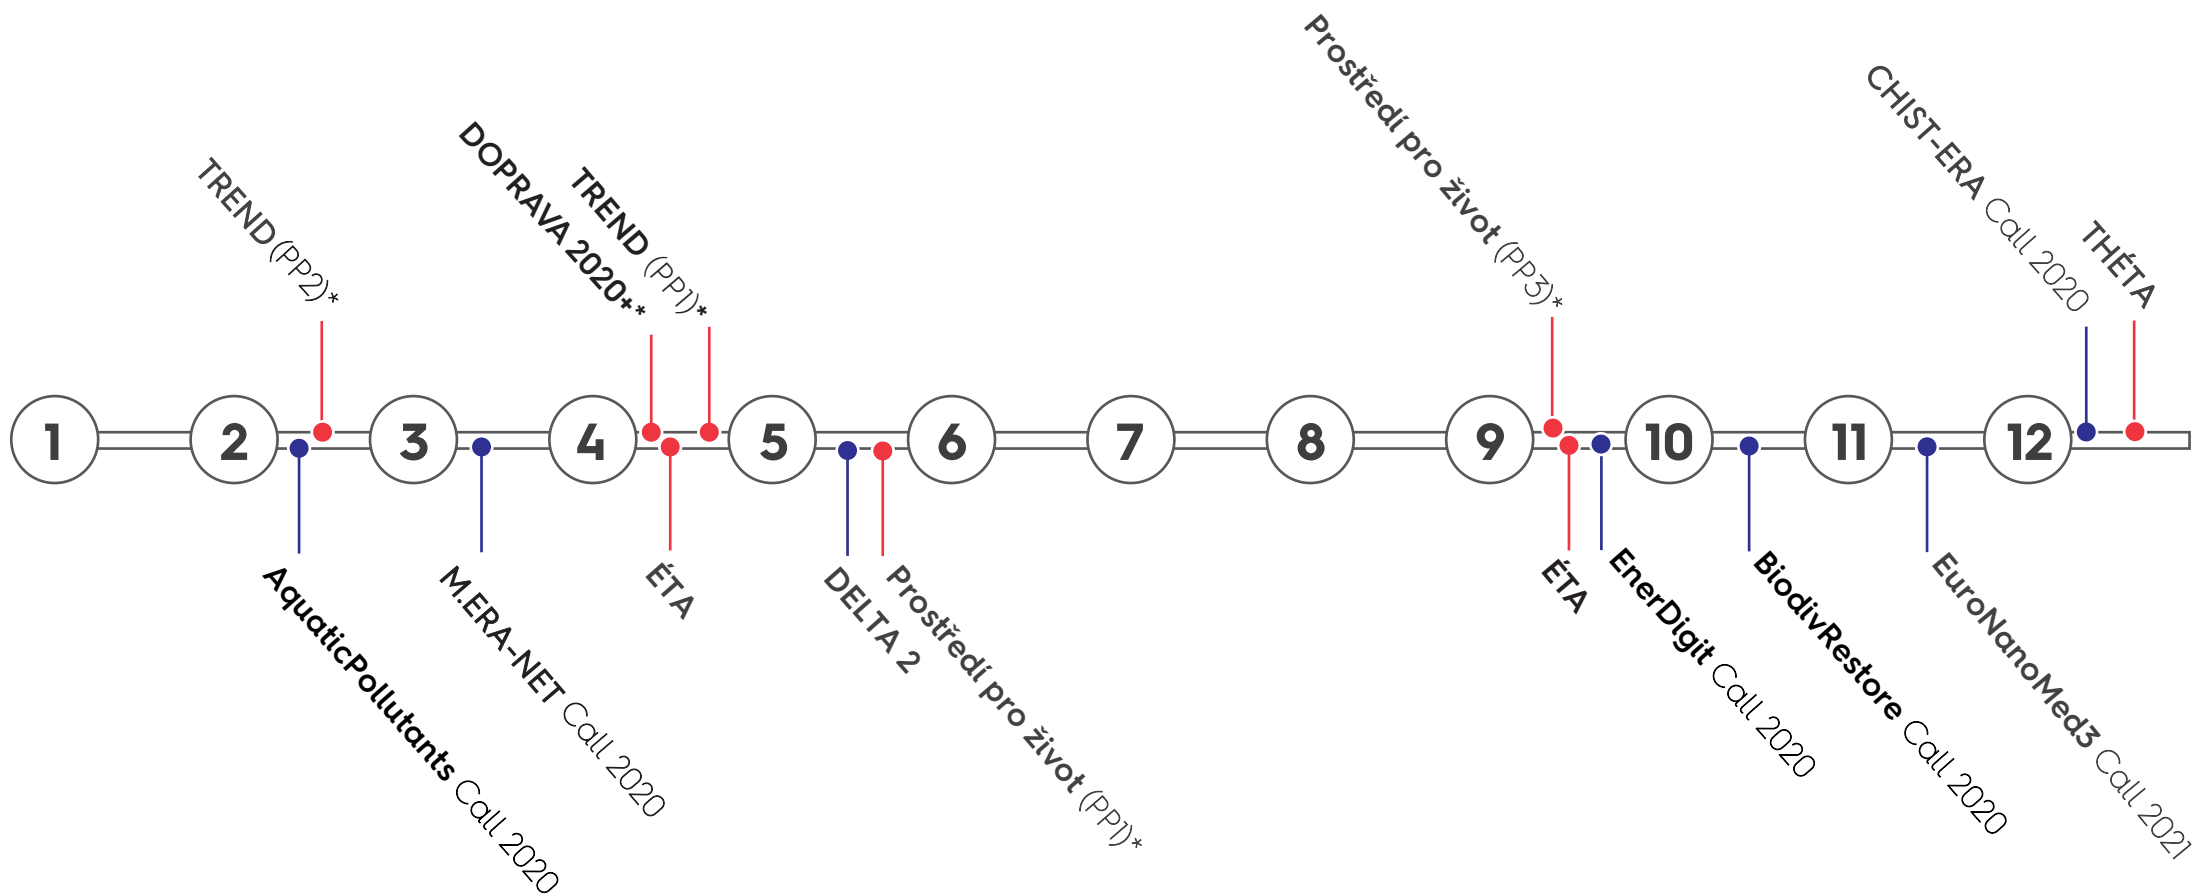 TREND (PP2)*
DOPRAVA 2020+*
TREND (PP1)*
Prostředí pro život (PP3)*
CHIST-ERA Call 2020
THÉTA
1
2
3
4
5
6
7
8
9
10
11
12
AquaticPollutants Call 2020
M.ERA-NET Call 2020
ÉTA
DELTA 2
Prostředí pro život (PP1)*
ÉTA
EnerDigit Call 2020
BiodivRestore Call 2020
EuroNanoMed3 Call 2021